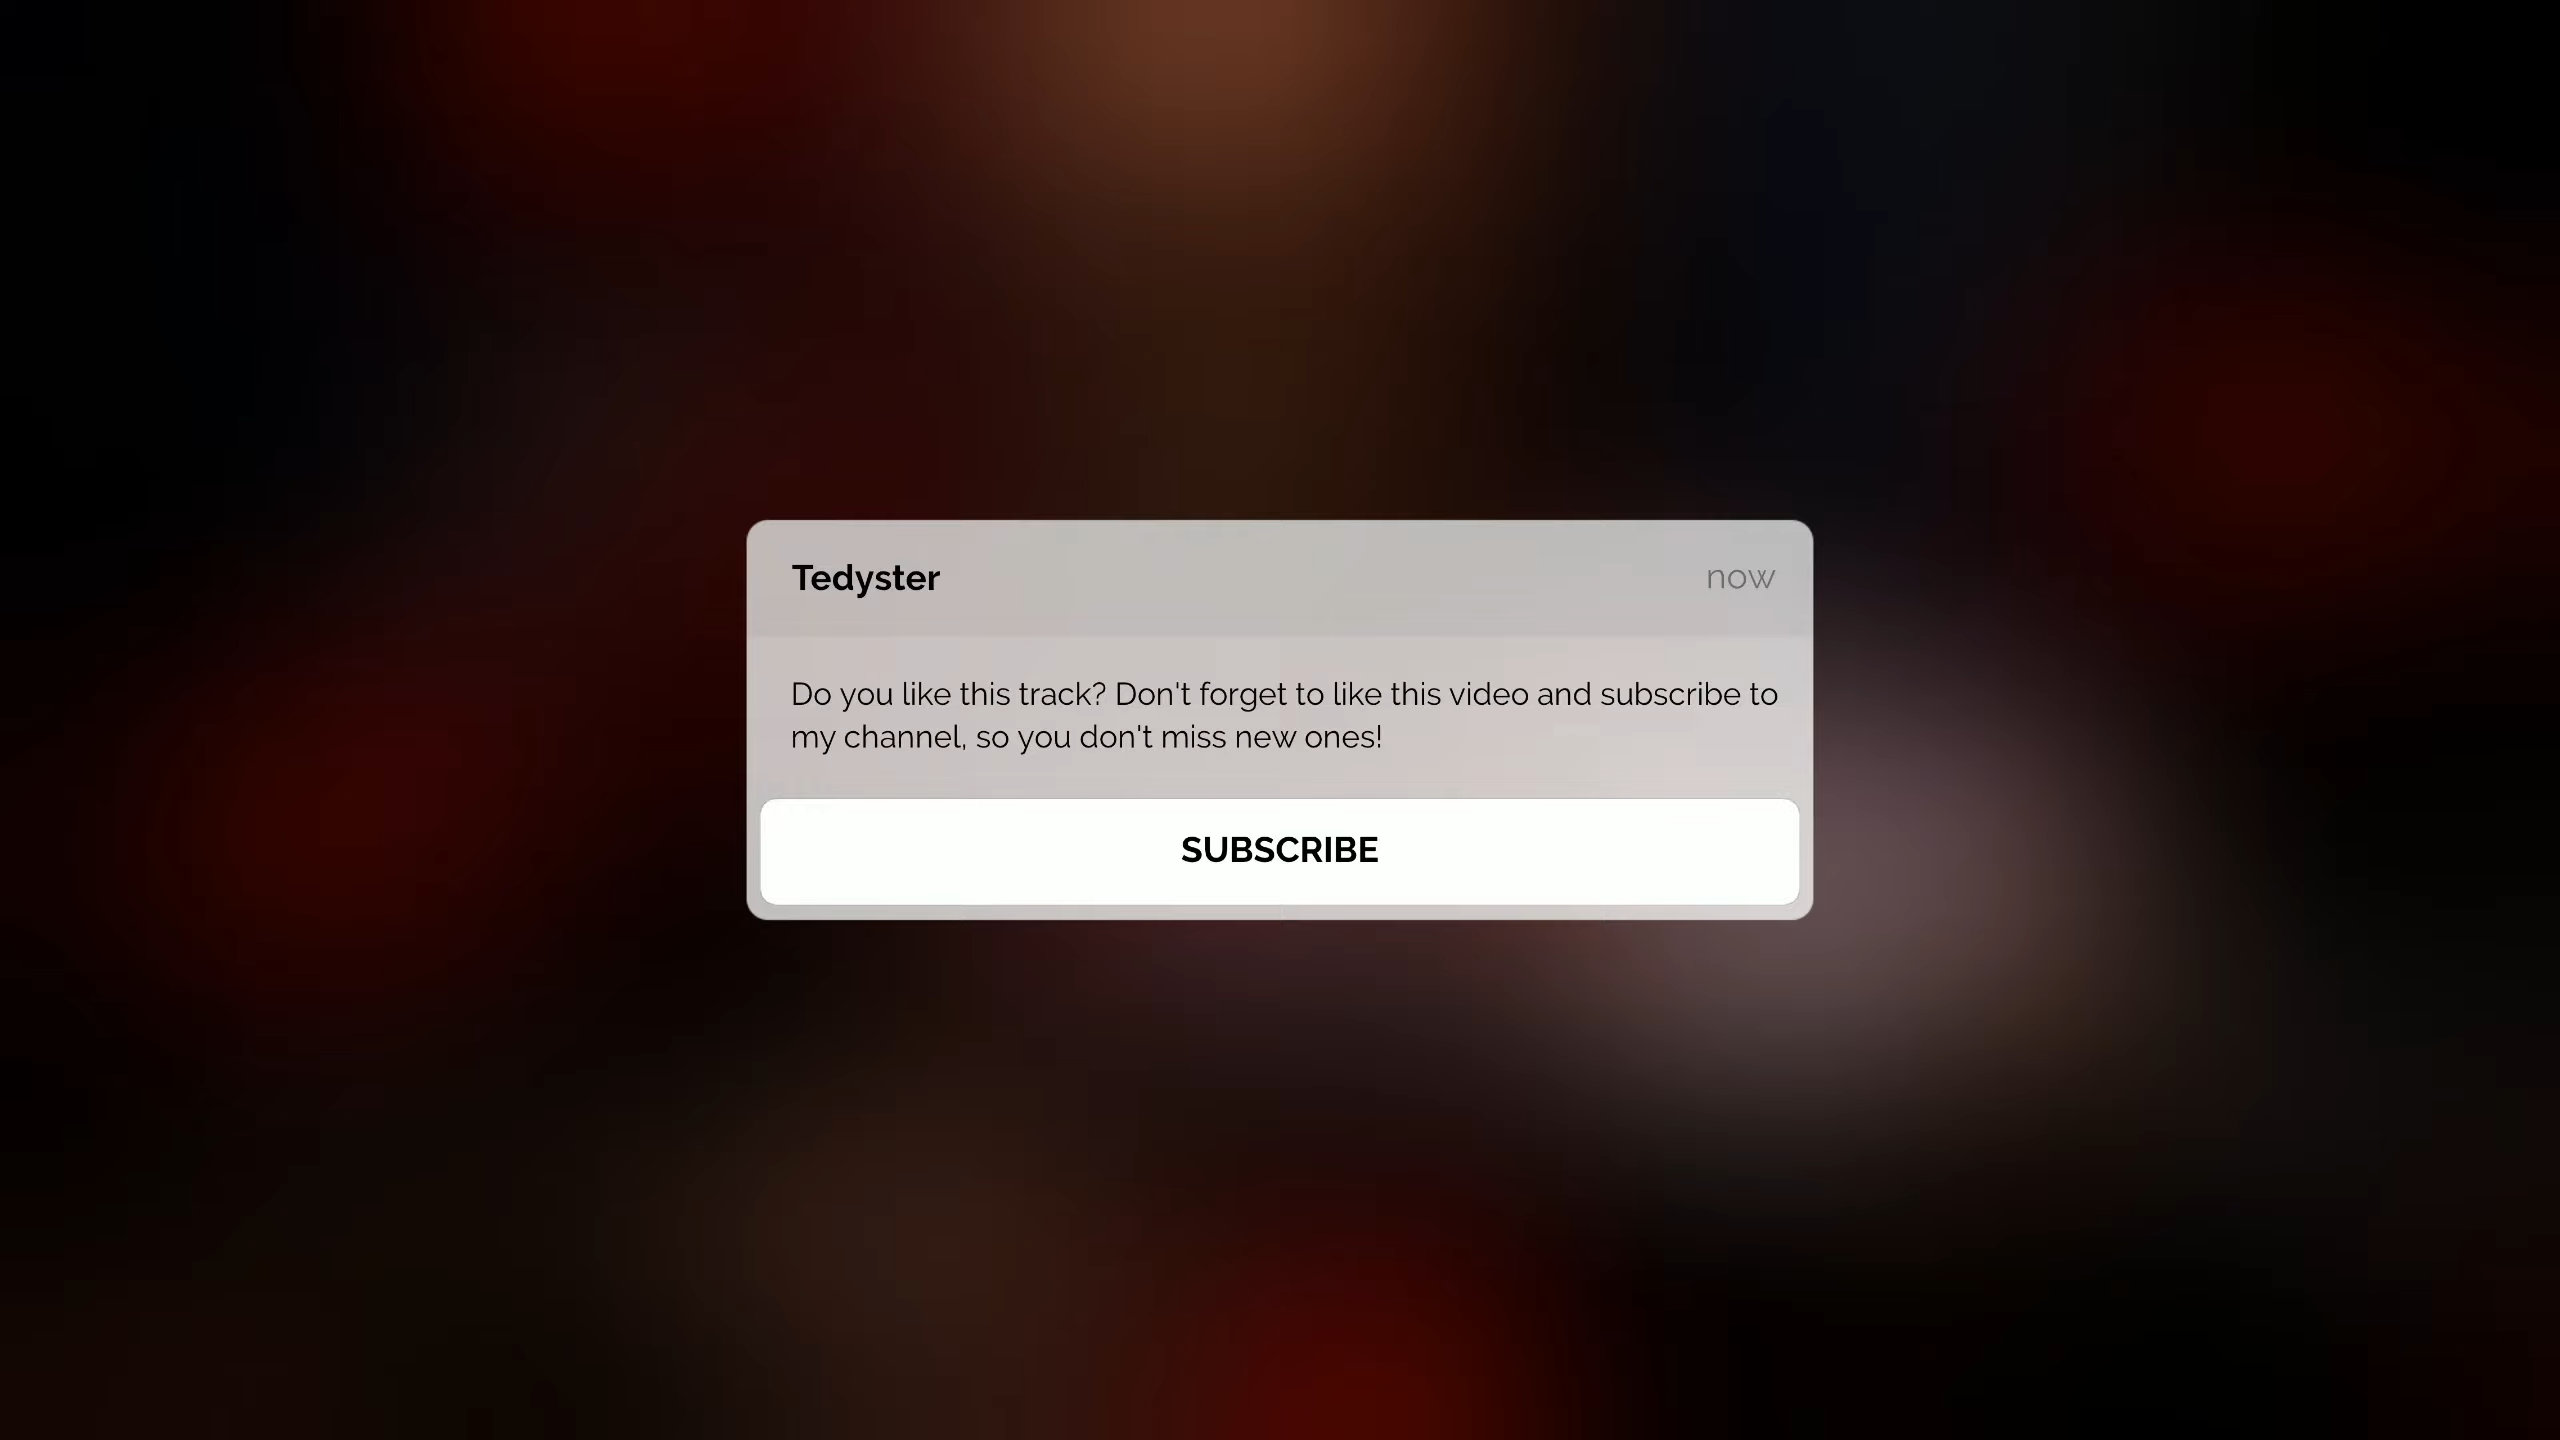 Tedyster
now
Do you like this track? Don't forget to like this video and subscribe to
my channel, so you don't miss new ones!
SUBSCRIBE